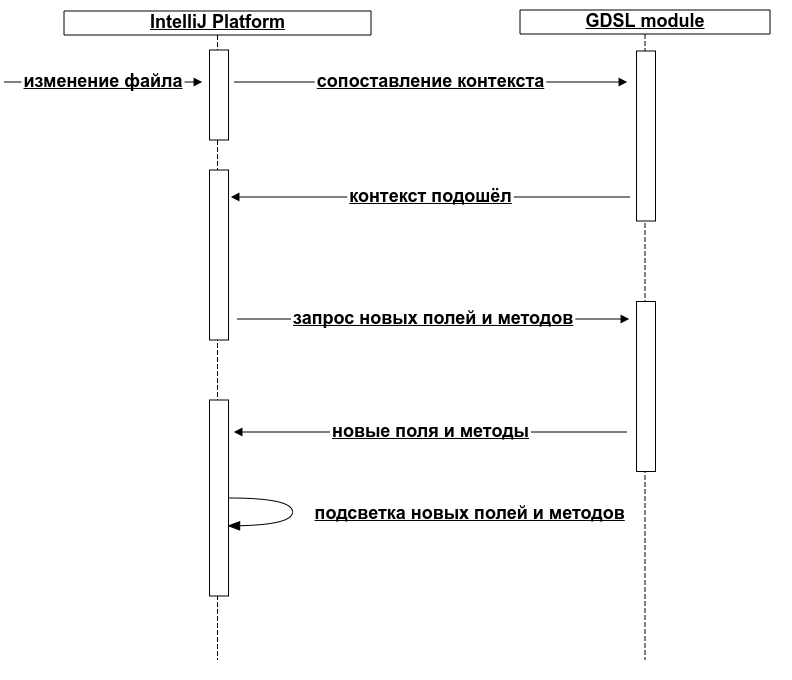 IntelliJ Platform
GDSL module
изменение файла
сопоставление контекста
контекст подошёл
запрос новых полей и методов
новые поля и методы
подсветка новых полей и методов